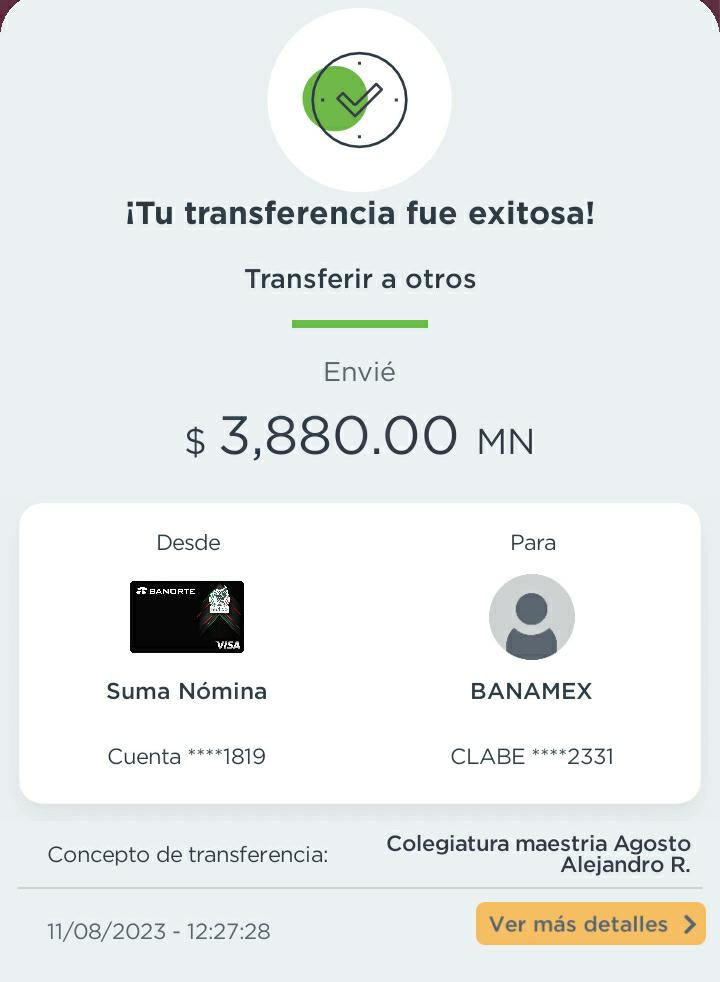 ¡Tu transferencia fue exitosa!
Transferir a otros
Envié
$ 3,880.00 MN
Desde
Para
BANORTE
VISA
Suma Nómina
BANAMEX
Cuenta ****1819
CLABE ****2331
Concepto de transferencia:
Colegiatura maestria Agosto
Alejandro R.
11/08/2023 - 12:27:28
Ver más detalles